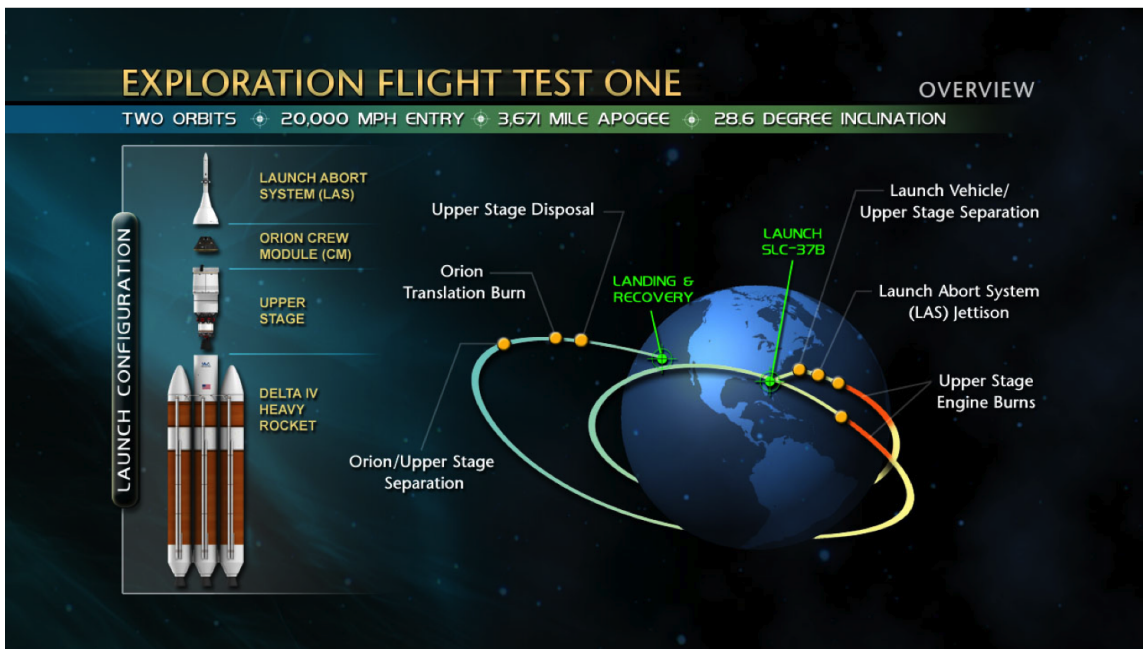 EXPLORATION FLIGHT TEST ONE
OVERVIEW
TWO ORBITS 20,000 MPH ENTRY 3,671 MILE APOGEE 28.6 DEGREE INCLINATION
LAUNCH CONFIGURATION
LAUNCH ABORT
SYSTEM (LAS)
ORION CREW
MODULE (CM)
UPPER
STAGE
DELTA IV
HEAVY
ROCKET
Upper Stage Disposal
Orion
Translation Burn
Orion/Upper Stage
Separation
LANDING &
RECOVERY
LAUNCH
SLC-37B
Launch Vehicle/
Upper Stage Separation
Launch Abort System
(LAS) Jettison
Upper Stage
Engine Burns